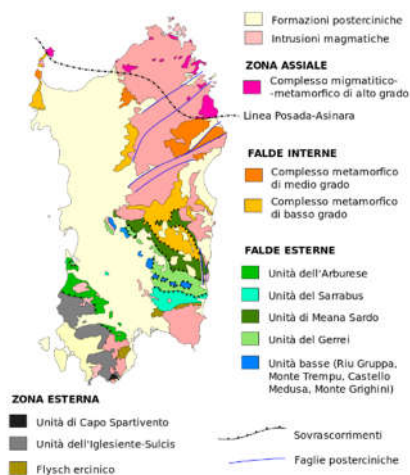 Formazioni posterciniche
Intrusioni magmatiche
ZONA ASSIALE
Complesso migmatitico-
-metamorfico di alto grado
Linea Posada-Asinara
FALDE INTERNE
Complesso metamorfico
di medio grado
Complesso metamorfico
di basso grado
FALDE ESTERNE
Unità dell'Arburese
Unità del Sarrabus
Unità di Meana Sardo
Unità del Gerrei
Unità basse (Riu Gruppa,
Monte Trempu, Castello
Medusa, Monte Grighini)
ZONA ESTERNA
Unità di Capo Spartivento
Unità dell'Iglesiente-Sulcis
Flysch ercinico
Sovrascorrimenti
Faglie posterciniche